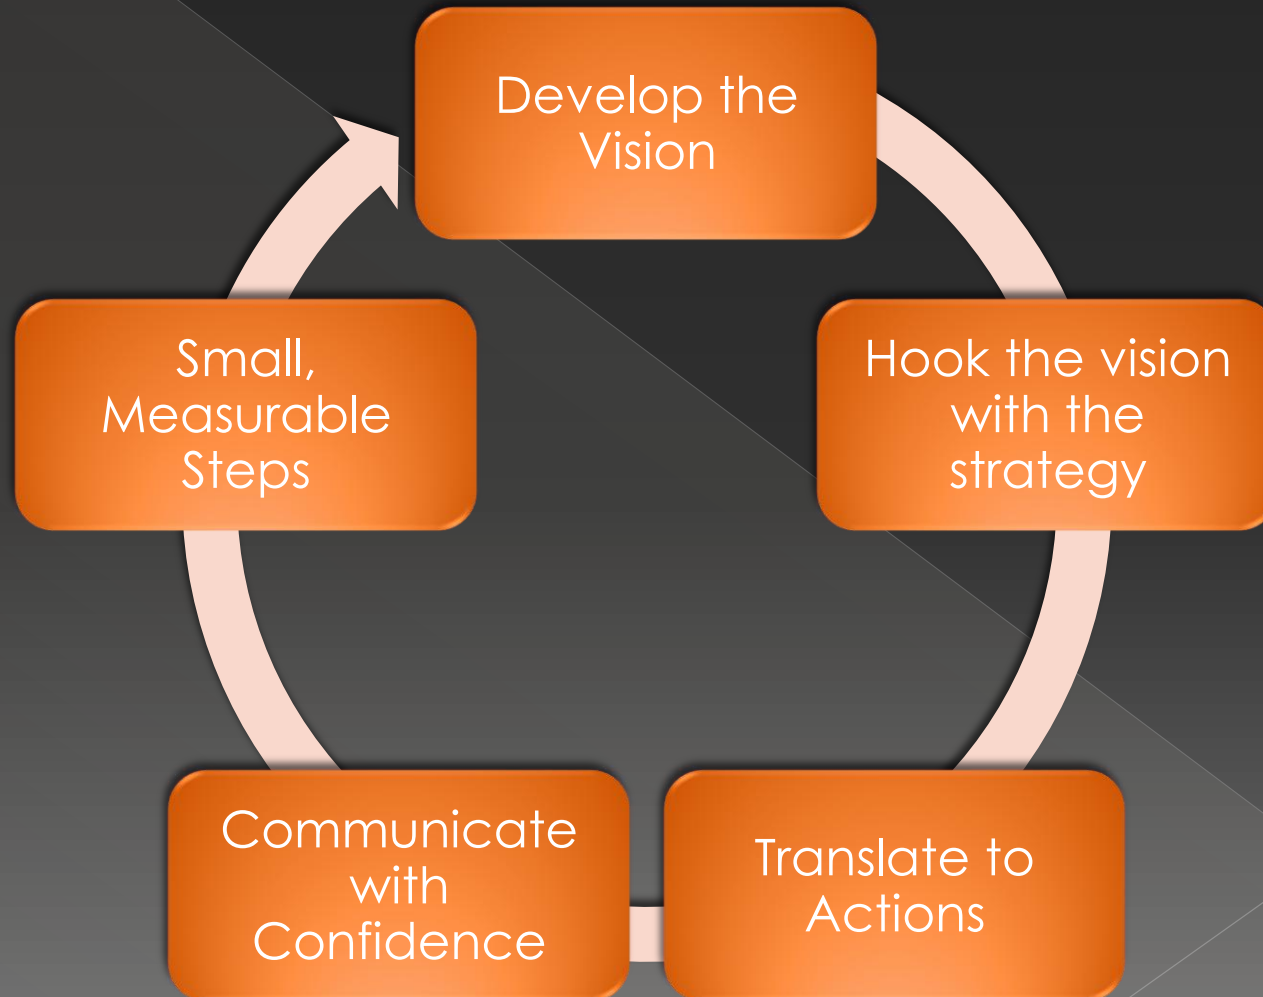 Develop the
Vision
Hook the vision
with the
strategy
Translate to
Actions
Communicate
with
Confidence
Small,
Measurable
Steps